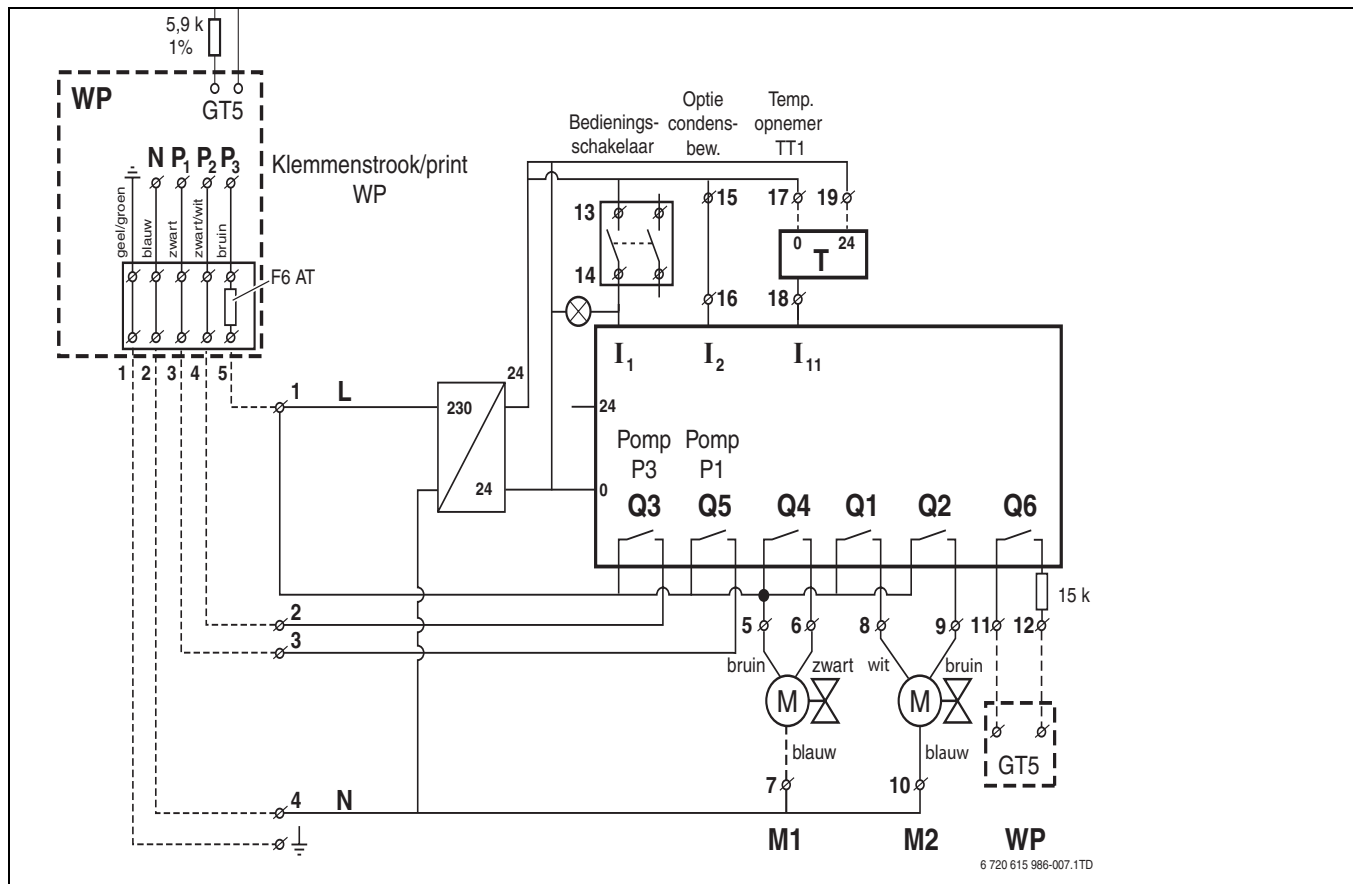 5,9 k
1%
WP
GT5
N P₁ P₂ P₃
Klemmenstrook/print
WP
geel/groen
blauw
zwart
zwart/wit
bruin
F6 AT
1 2 3 4 5
Bedienings-
schakelaar
Optie
condens-
bew.
Temp.
opnemer
TT1
13
14
15
16
17
19
0 24
T
18
I₁ I₂ I₁₁
1 L
230
24
24
24
0
Pomp
P3
Pomp
P1
Q3 Q5 Q4 Q1 Q2 Q6
15 k
2
3
5 6 8 9 11 12
bruin zwart wit bruin
M M
blauw blauw
GT5
7 10
4 N
M1 M2 WP
6 720 615 986-007.1TD